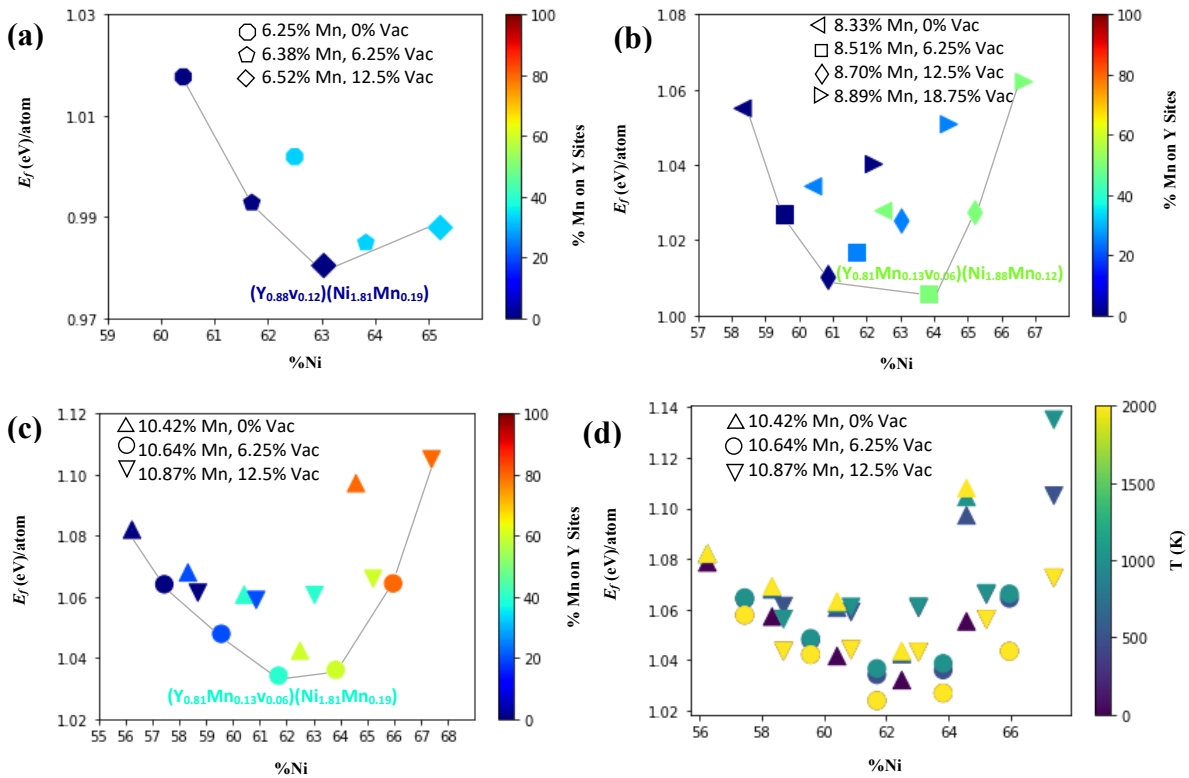 (a)
6.25% Mn, 0% Vac
6.38% Mn, 6.25% Vac
6.52% Mn, 12.5% Vac
1.03
1.01
0.99
0.97
E_f (eV)/atom
59 60 61 62 63 64 65
%Ni
(Y₀.₈₈v₀.₁₂)(Ni₁.₈₁Mn₀.₁₉)
100
80
60
40
20
0
% Mn on Y Sites
(b)
8.33% Mn, 0% Vac
8.51% Mn, 6.25% Vac
8.70% Mn, 12.5% Vac
8.89% Mn, 18.75% Vac
1.08
1.06
1.04
1.02
1.00
E_f (eV)/atom
57 58 59 60 61 62 63 64 65 66 67
%Ni
(Y₀.₈₁Mn₀.₁₃v₀.₀₆)(Ni₁.₈₈Mn₀.₁₂)
100
80
60
40
20
0
% Mn on Y Sites
(c)
10.42% Mn, 0% Vac
10.64% Mn, 6.25% Vac
10.87% Mn, 12.5% Vac
1.12
1.10
1.08
1.06
1.04
1.02
E_f (eV)/atom
55 56 57 58 59 60 61 62 63 64 65 66 67 68
%Ni
(Y₀.₈₁Mn₀.₁₃v₀.₀₆)(Ni₁.₈₁Mn₀.₁₉)
100
80
60
40
20
0
% Mn on Y Sites
(d)
10.42% Mn, 0% Vac
10.64% Mn, 6.25% Vac
10.87% Mn, 12.5% Vac
1.14
1.12
1.10
1.08
1.06
1.04
1.02
E_f (eV)/atom
56 58 60 62 64 66
%Ni
2000
1500
1000
500
0
T (K)